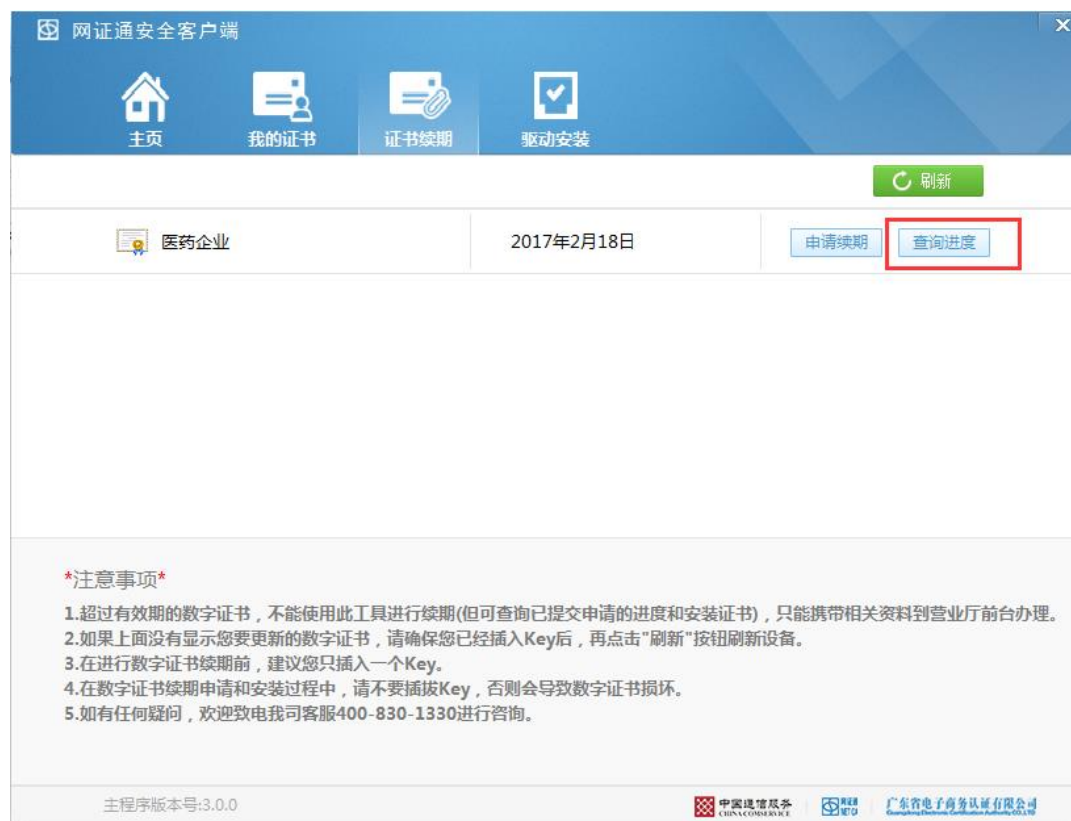 网证通安全客户端
主页 我的证书 证书续期 驱动安装
刷新
医药企业 2017年2月18日 申请续期 查询进度
*注意事项*
1.超过有效期的数字证书，不能使用此工具进行续期(但可查询已提交申请的进度和安装证书)，只能携带相关资料到营业厅前台办理。
2.如果上面没有显示您要更新的数字证书，请确保您已经插入Key后，再点击"刷新"按钮刷新设备。
3.在进行数字证书续期前，建议您只插入一个Key。
4.在数字证书续期申请和安装过程中，请不要插拔Key，否则会导致数字证书损坏。
5.如有任何疑问，欢迎致电我司客服400-830-1330进行咨询。
主程序版本号:3.0.0 中国通信服务 网证通 广东省电子商务认证有限公司
CHINA COMSERVICE NETCA